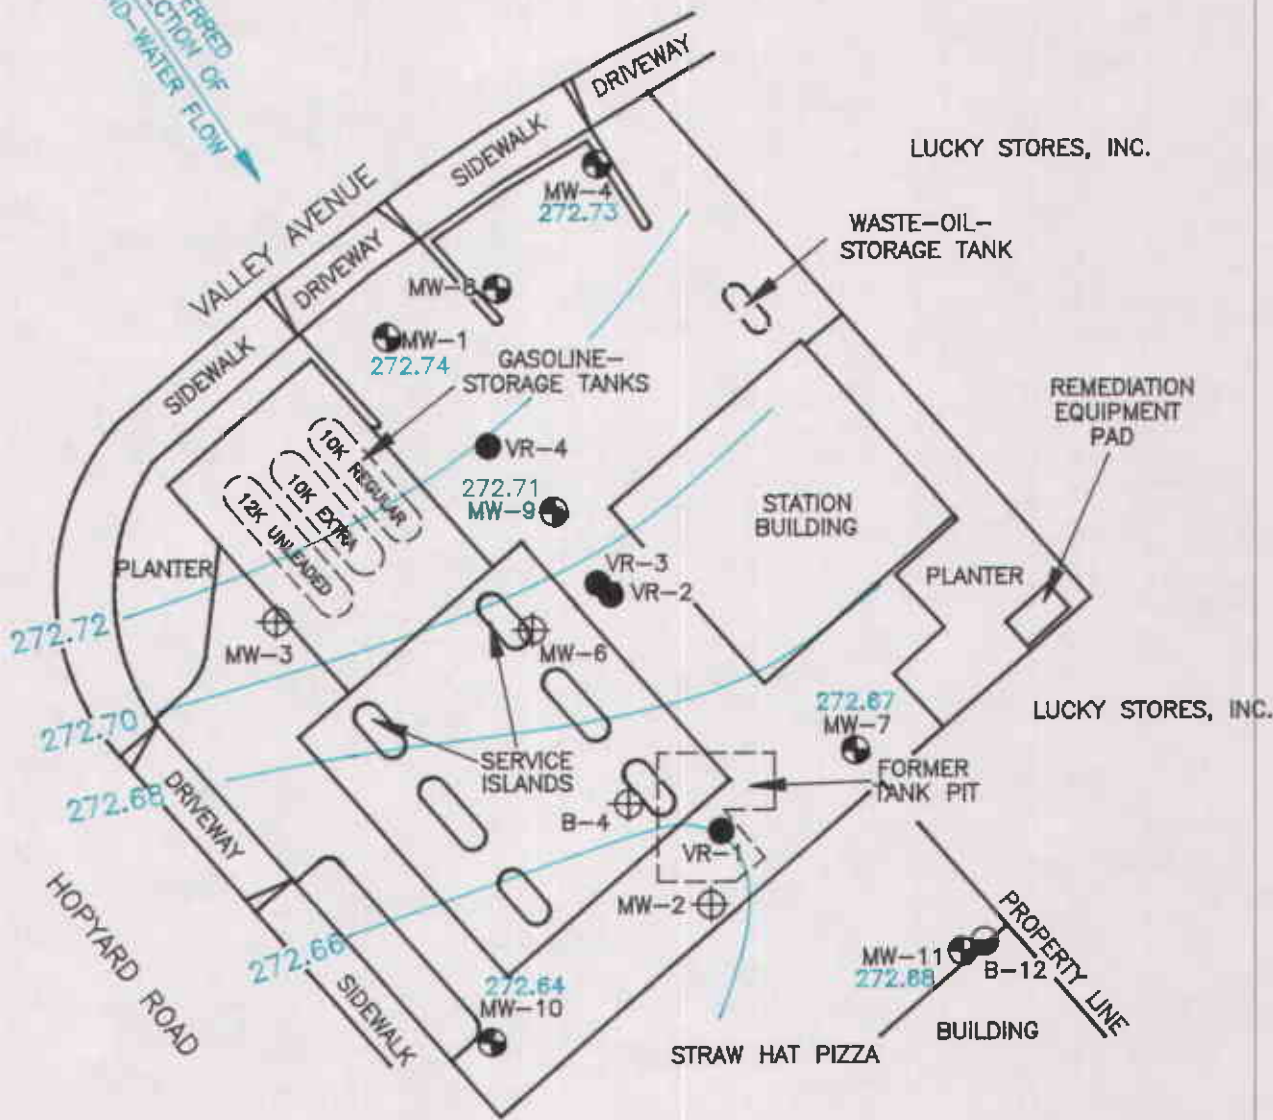 ERRED
ECTION OF
ND-WATER FLOW
DRIVEWAY
SIDEWALK
LUCKY STORES, INC.
MW-4
272.73
WASTE-OIL-
STORAGE TANK
VALLEY AVENUE
DRIVEWAY
MW-8
MW-1
272.74
GASOLINE-
STORAGE TANKS
SIDEWALK
REMEDIATION
EQUIPMENT
PAD
10K REGULAR
10K EXTRA
12K UNLEADED
VR-4
272.71
MW-9
STATION
BUILDING
PLANTER
VR-3
VR-2
PLANTER
272.72
MW-3
MW-6
272.70
272.67
MW-7
LUCKY STORES, INC.
SERVICE
ISLANDS
FORMER
TANK PIT
272.68
DRIVEWAY
B-4
VR-1
MW-2
HOPYARD ROAD
272.66
PROPERTY LINE
MW-11
272.68
B-12
272.64
MW-10
SIDEWALK
BUILDING
STRAW HAT PIZZA